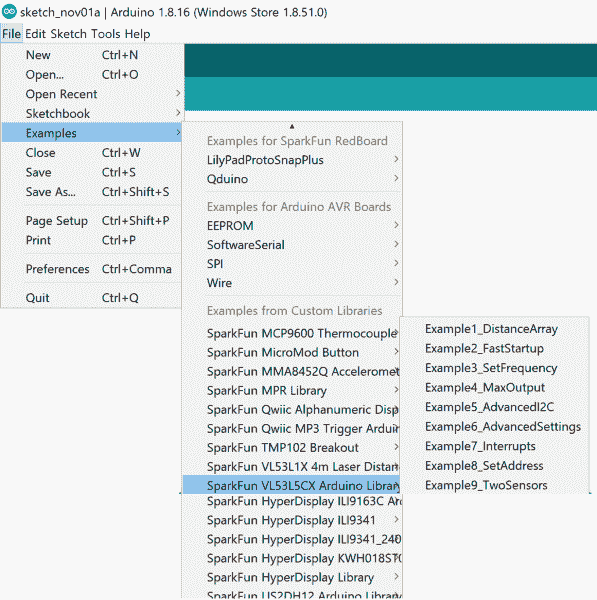 sketch_nov01a | Arduino 1.8.16 (Windows Store 1.8.51.0)
File Edit Sketch Tools Help
New Ctrl+N
Open... Ctrl+O
Open Recent
Sketchbook
Examples
Close Ctrl+W
Save Ctrl+S
Save As... Ctrl+Shift+S
Page Setup Ctrl+Shift+P
Print Ctrl+P
Preferences Ctrl+Comma
Quit Ctrl+Q
Examples for SparkFun RedBoard
LilyPadProtoSnapPlus
Qduino
Examples for Arduino AVR Boards
EEPROM
SoftwareSerial
SPI
Wire
Examples from Custom Libraries
SparkFun MCP9600 Thermocouple
SparkFun MicroMod Button
SparkFun MMA8452Q Acceleromet
SparkFun MPR Library
SparkFun Qwiic Alphanumeric Disp
SparkFun Qwiic MP3 Trigger Arduin
SparkFun TMP102 Breakout
SparkFun VL53L1X 4m Laser Distan
SparkFun VL53L5CX Arduino Library
SparkFun HyperDisplay ILI9163C Ar
SparkFun HyperDisplay ILI9341
SparkFun HyperDisplay ILI9341_240
SparkFun HyperDisplay KWH018ST0
SparkFun HyperDisplay Library
SparkFun LIS2DH12 Arduino Library
Example1_DistanceArray
Example2_FastStartup
Example3_SetFrequency
Example4_MaxOutput
Example5_AdvancedI2C
Example6_AdvancedSettings
Example7_Interrupts
Example8_SetAddress
Example9_TwoSensors